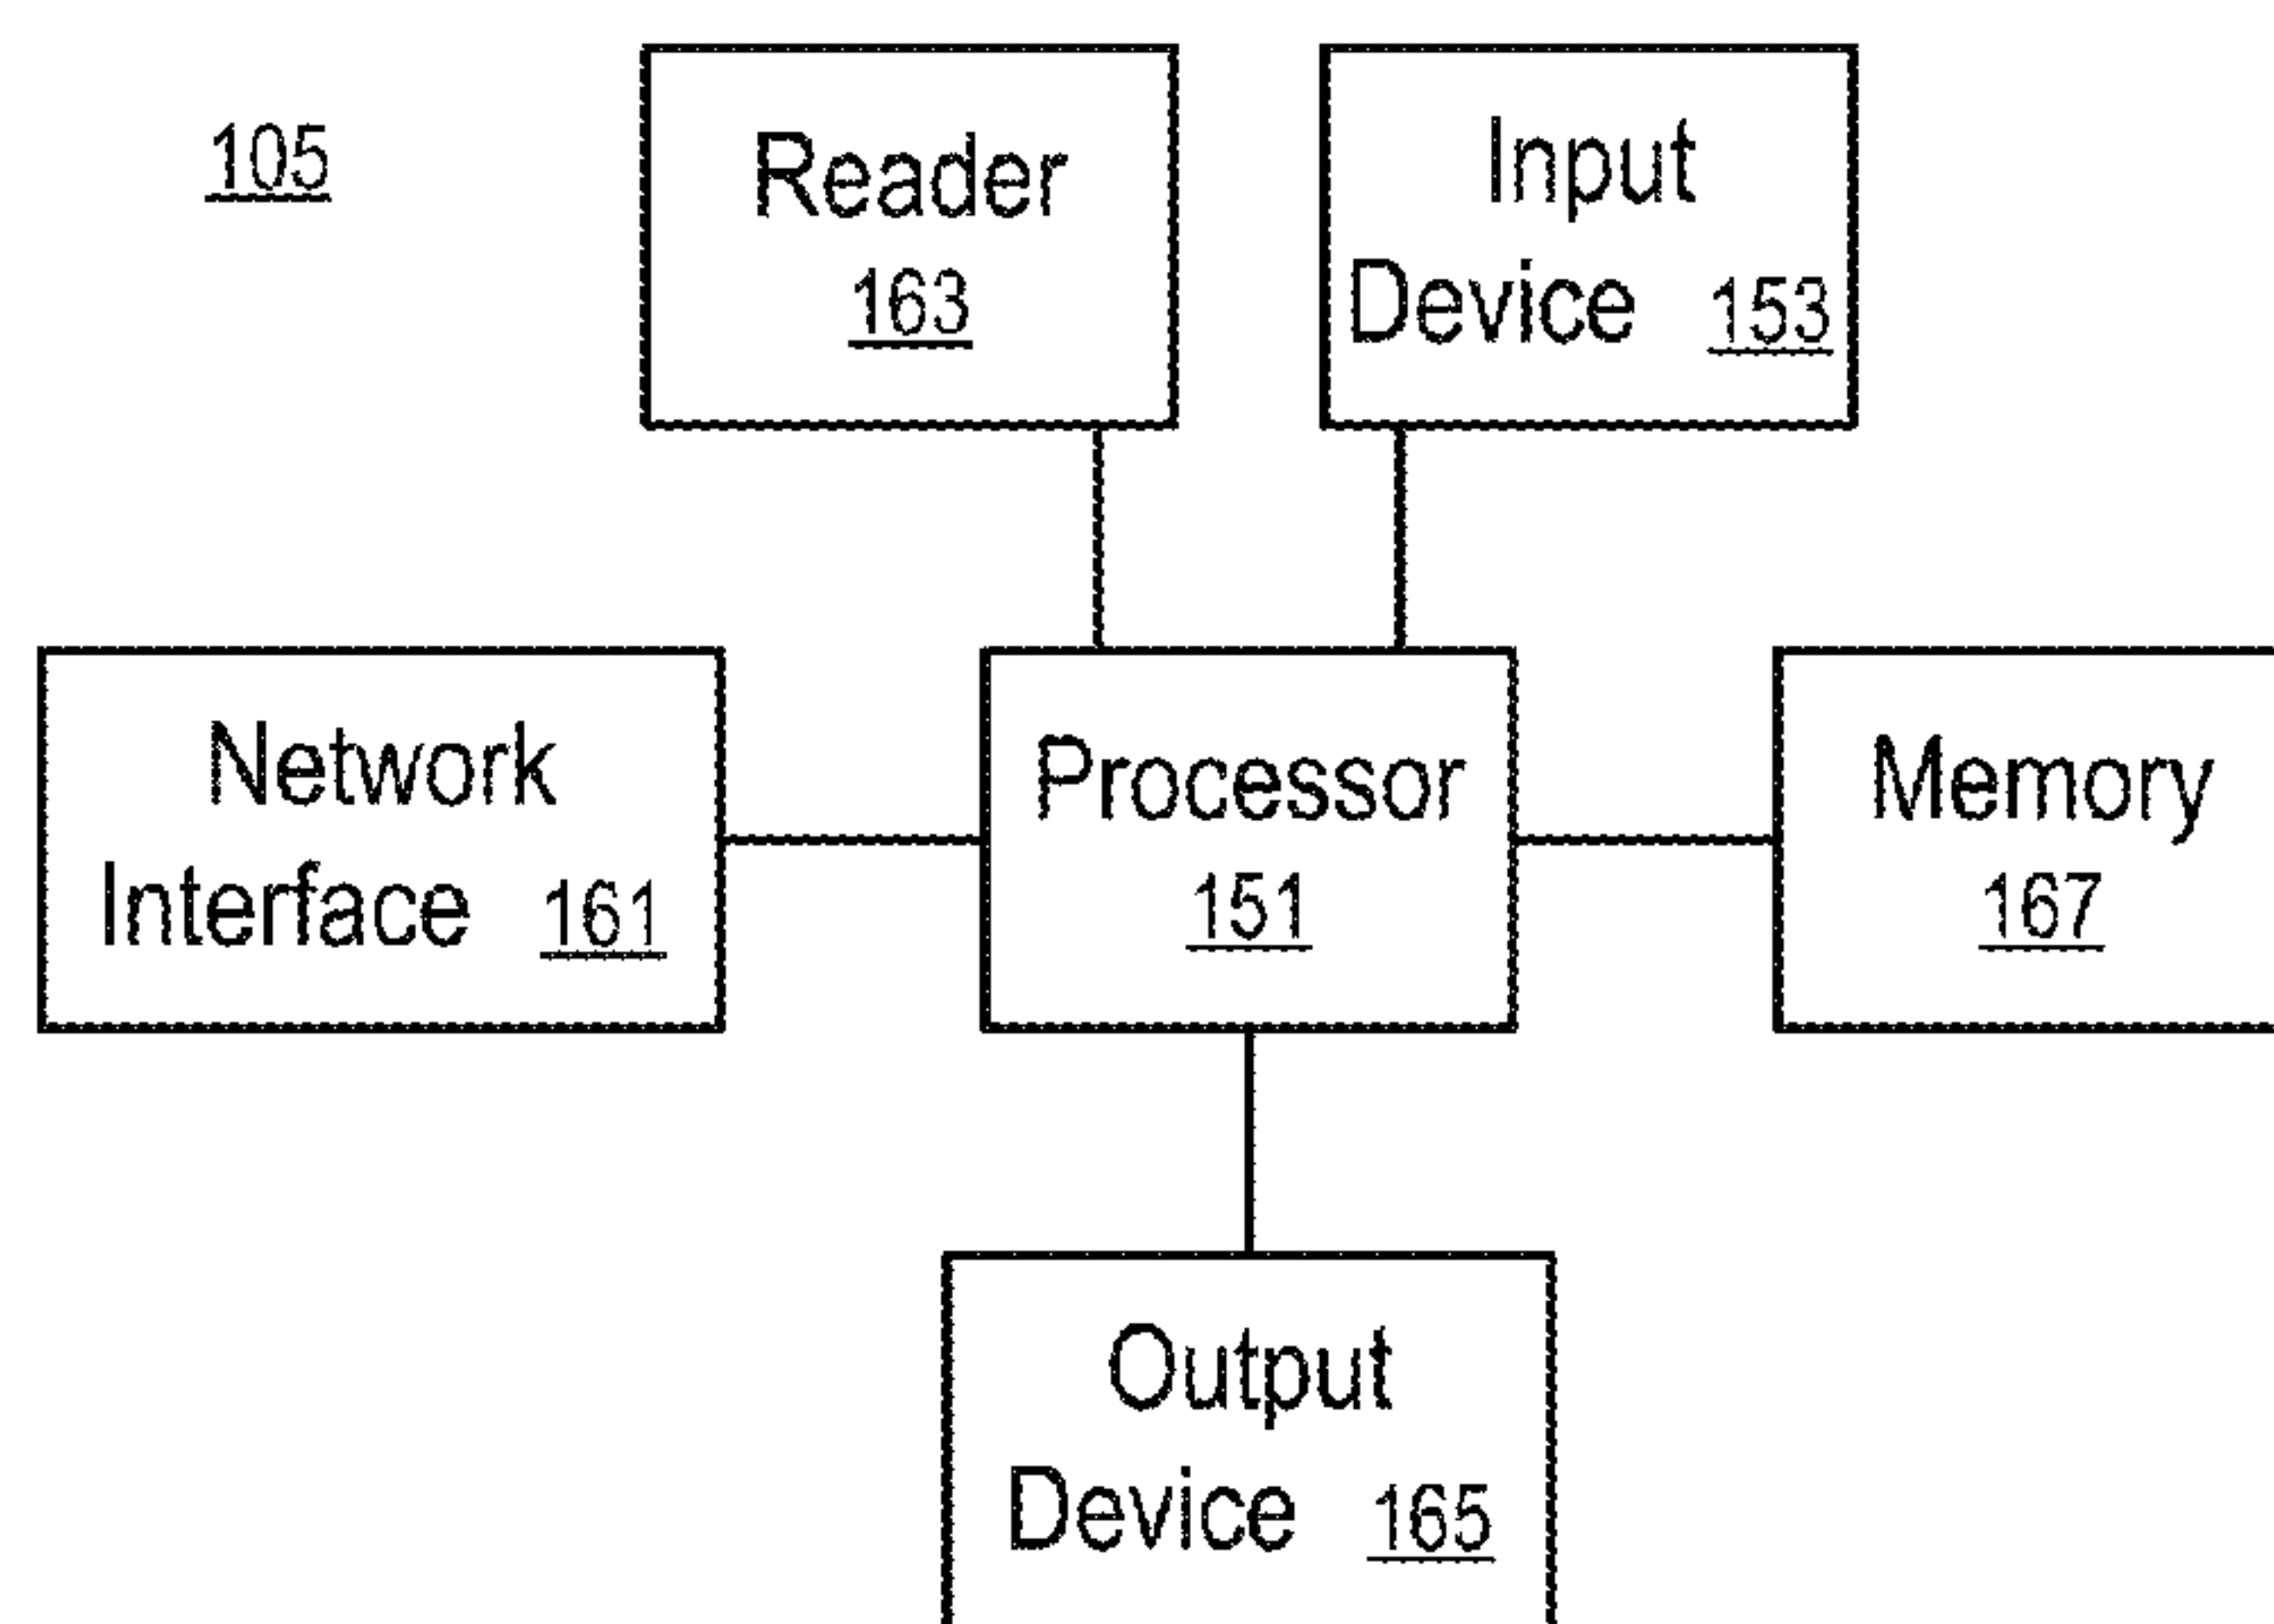 105
Reader
163
Input
Device 153
Network
Interface 161
Processor
151
Memory
167
Output
Device 165